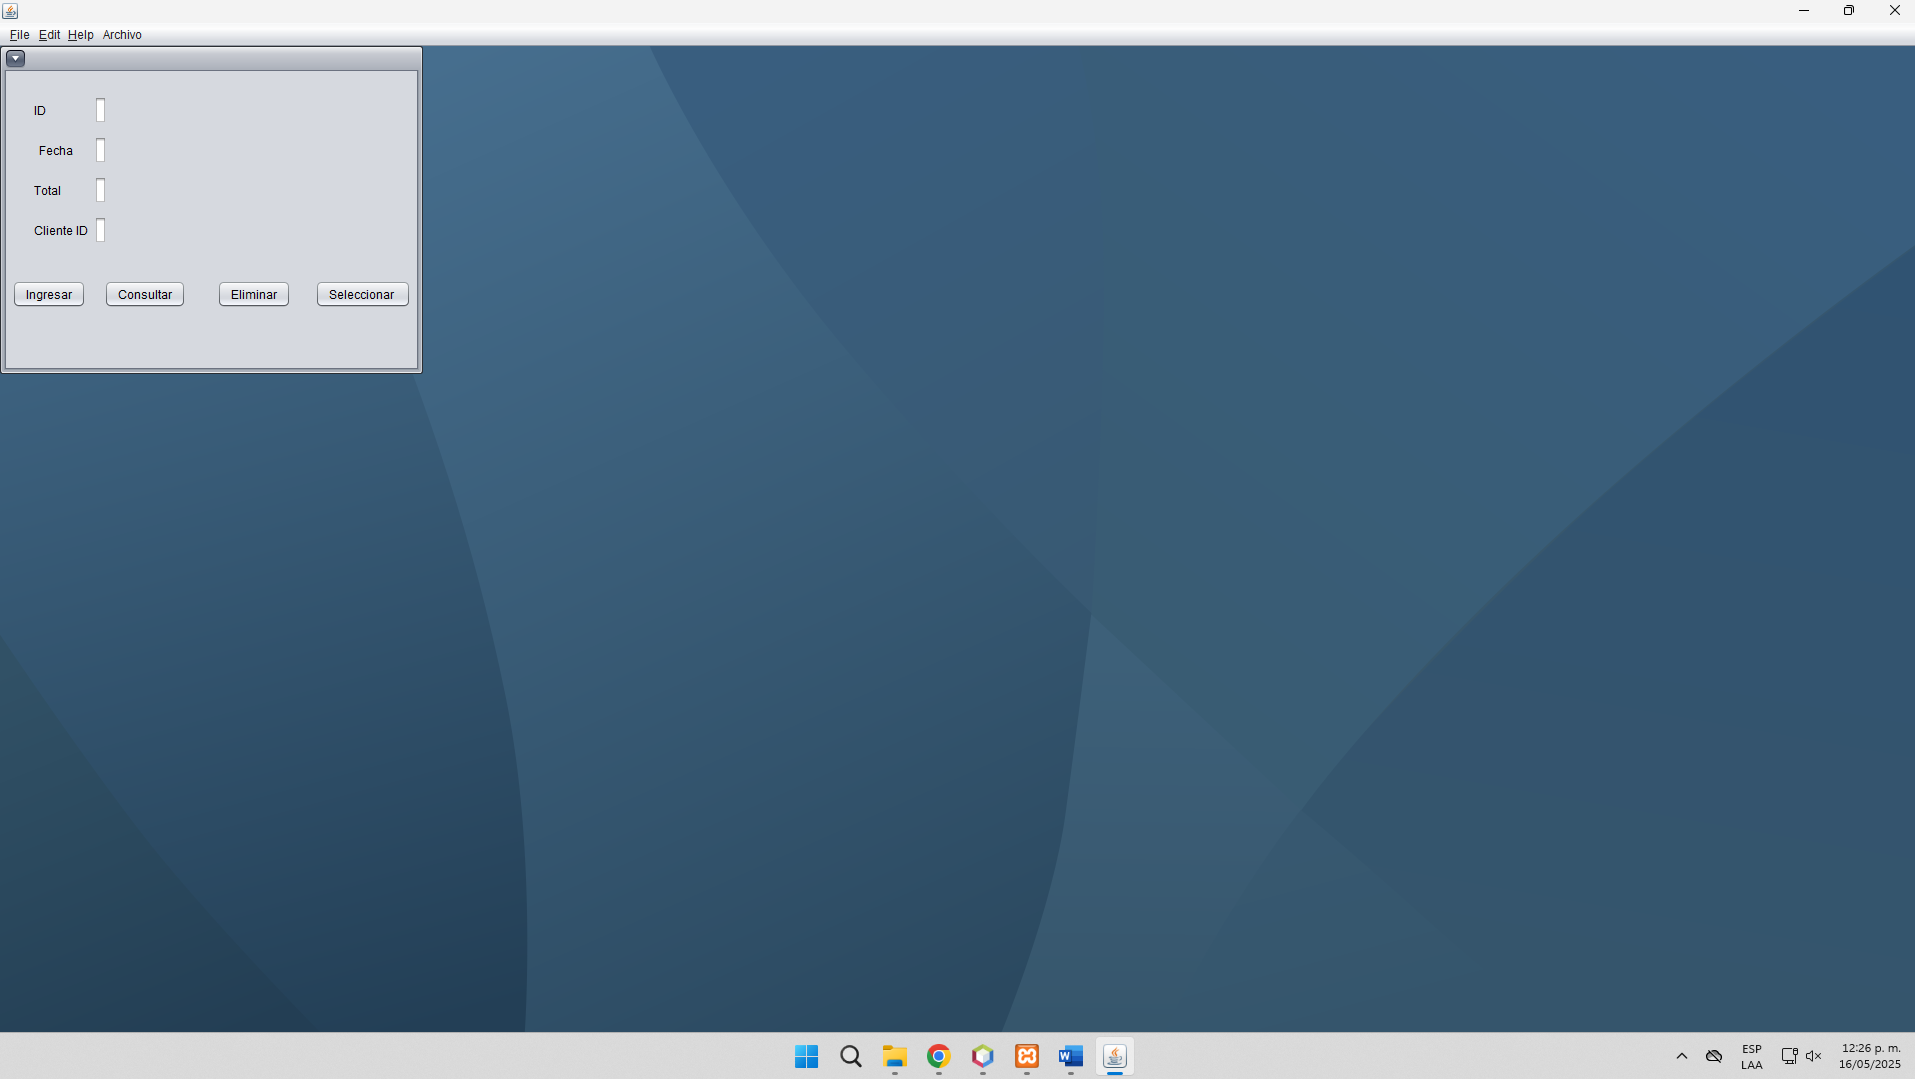 File Edit Help Archivo
ID
Fecha
Total
Cliente ID
Ingresar Consultar Eliminar Seleccionar
W
ESP
LAA
12:26 p. m.
16/05/2025